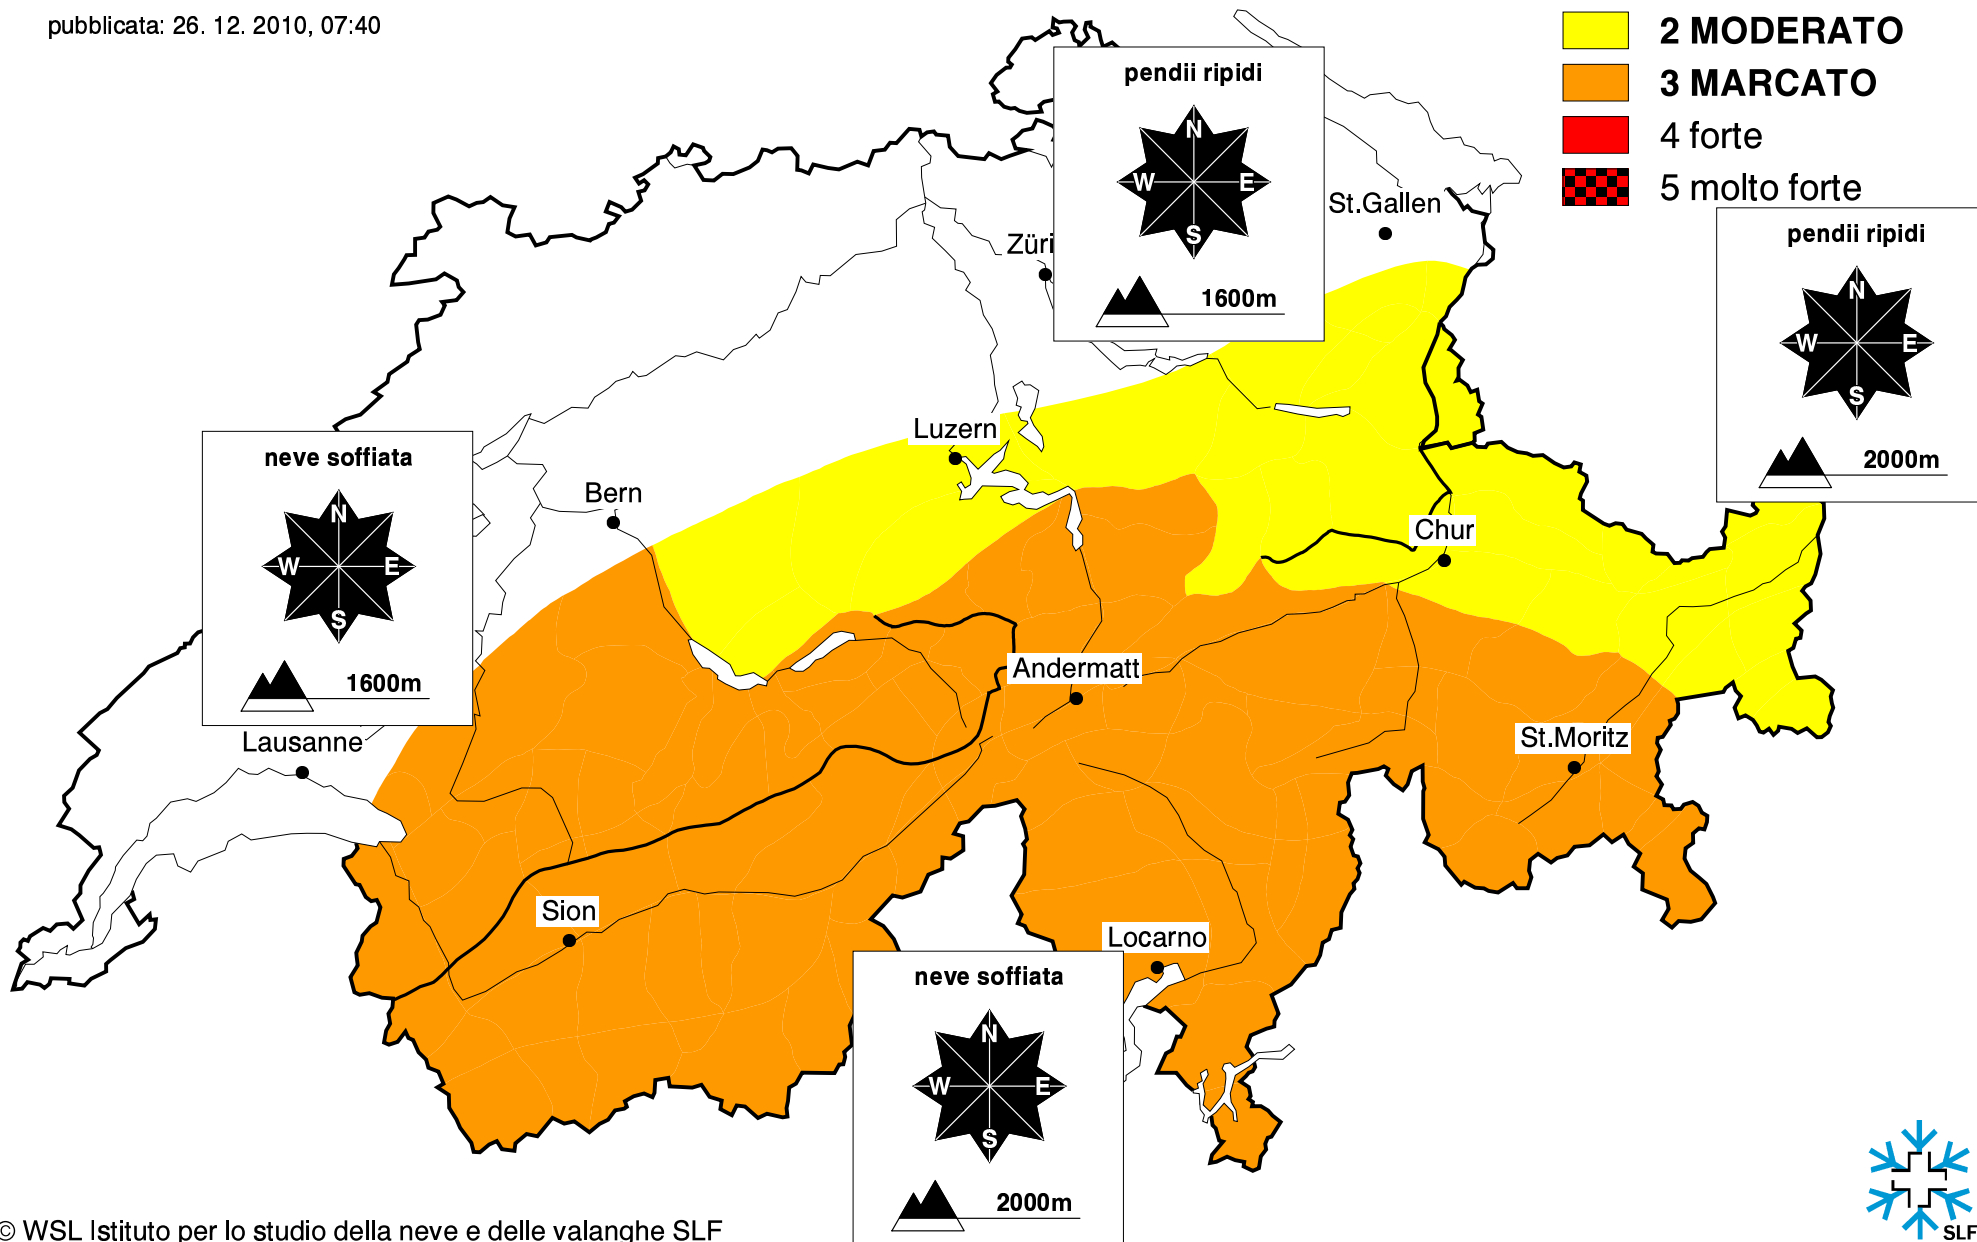 pubblicata: 26. 12. 2010, 07:40
2 MODERATO
3 MARCATO
4 forte
5 molto forte
pendii ripidi
N
W E
S
1600m
St.Gallen
Züri
pendii ripidi
N
W E
S
2000m
Luzern
neve soffiata
N
W E
S
1600m
Bern
Chur
Andermatt
Lausanne
St.Moritz
Sion
Locarno
neve soffiata
N
W E
S
2000m
© WSL Istituto per lo studio della neve e delle valanghe SLF
SLF